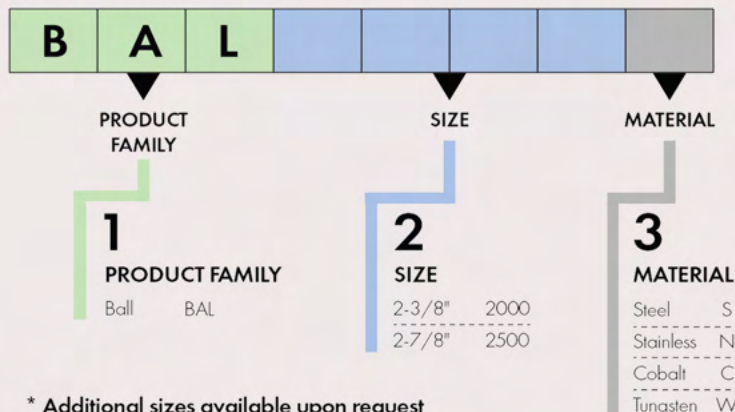 B A L
PRODUCT FAMILY
SIZE
MATERIAL
1
PRODUCT FAMILY
Ball BAL
2
SIZE
2-3/8" 2000
2-7/8" 2500
3
MATERIAL
Steel S
Stainless N
Cobalt C
Tungsten W
* Additional sizes available upon request